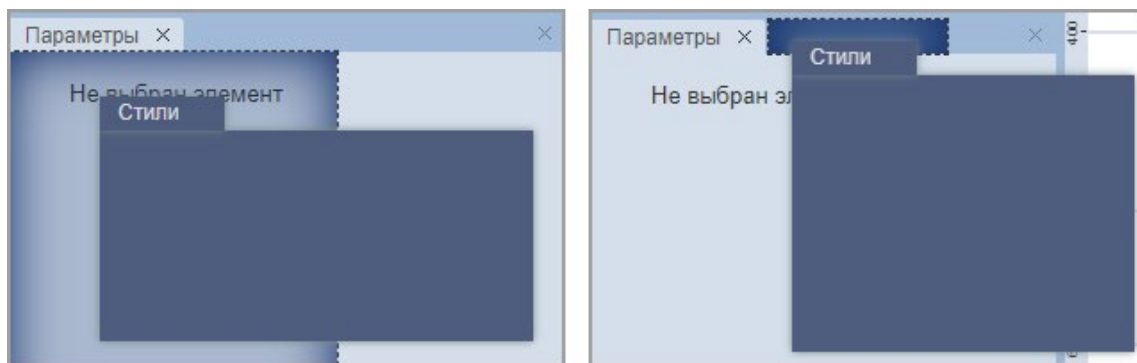 Параметры
Не выбран элемент
Стили
Параметры
Не выбран эл
Стили